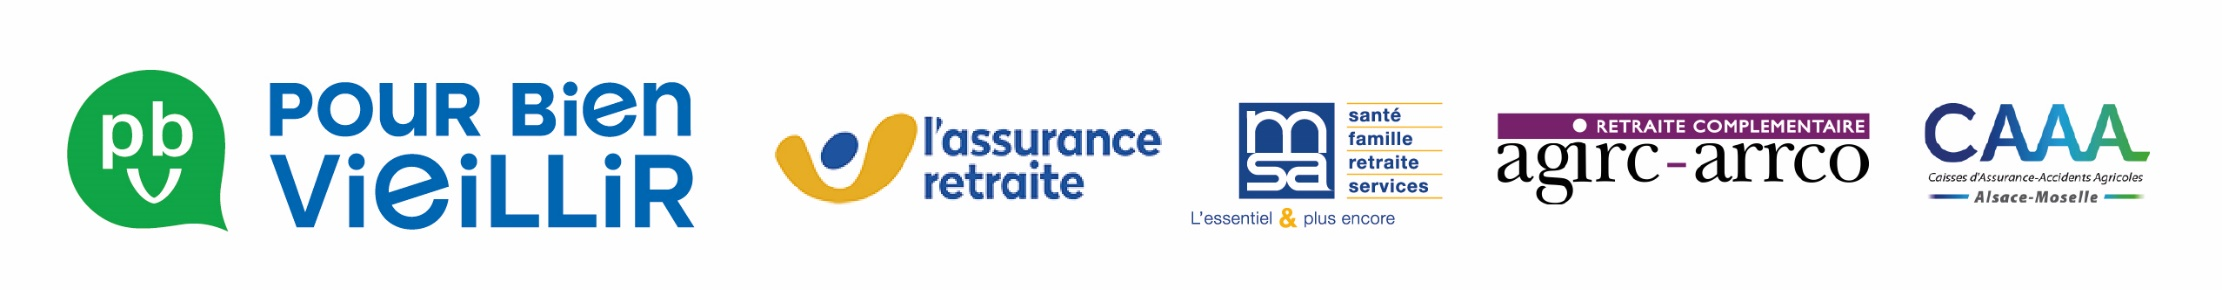 pb
POUR BIEN
VIEILLIR
l'assurance
retraite
msa
santé
famille
retraite
services
L'essentiel & plus encore
RETRAITE COMPLEMENTAIRE
agirc-arrco
CAAA
Caisses d'Assurance-Accidents Agricoles
Alsace-Moselle